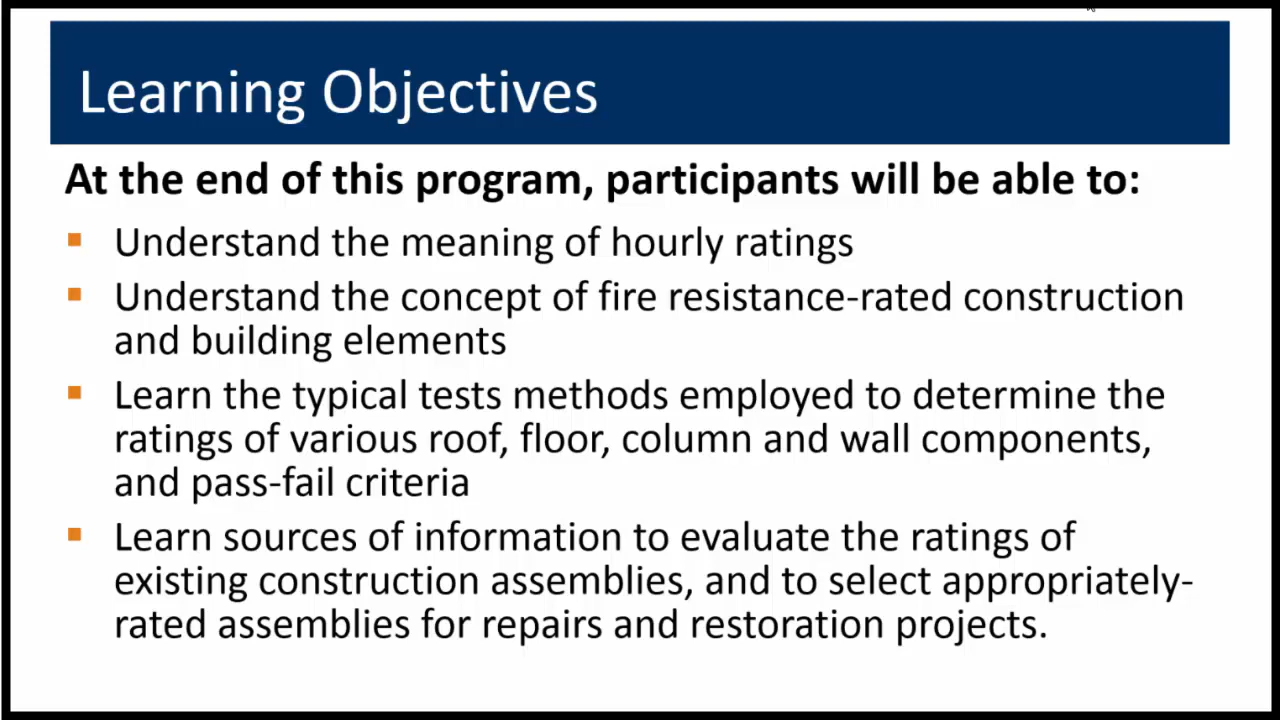 Learning Objectives
At the end of this program, participants will be able to:
Understand the meaning of hourly ratings
Understand the concept of fire resistance-rated construction
and building elements
Learn the typical tests methods employed to determine the
ratings of various roof, floor, column and wall components,
and pass-fail criteria
Learn sources of information to evaluate the ratings of
existing construction assemblies, and to select appropriately-
rated assemblies for repairs and restoration projects.